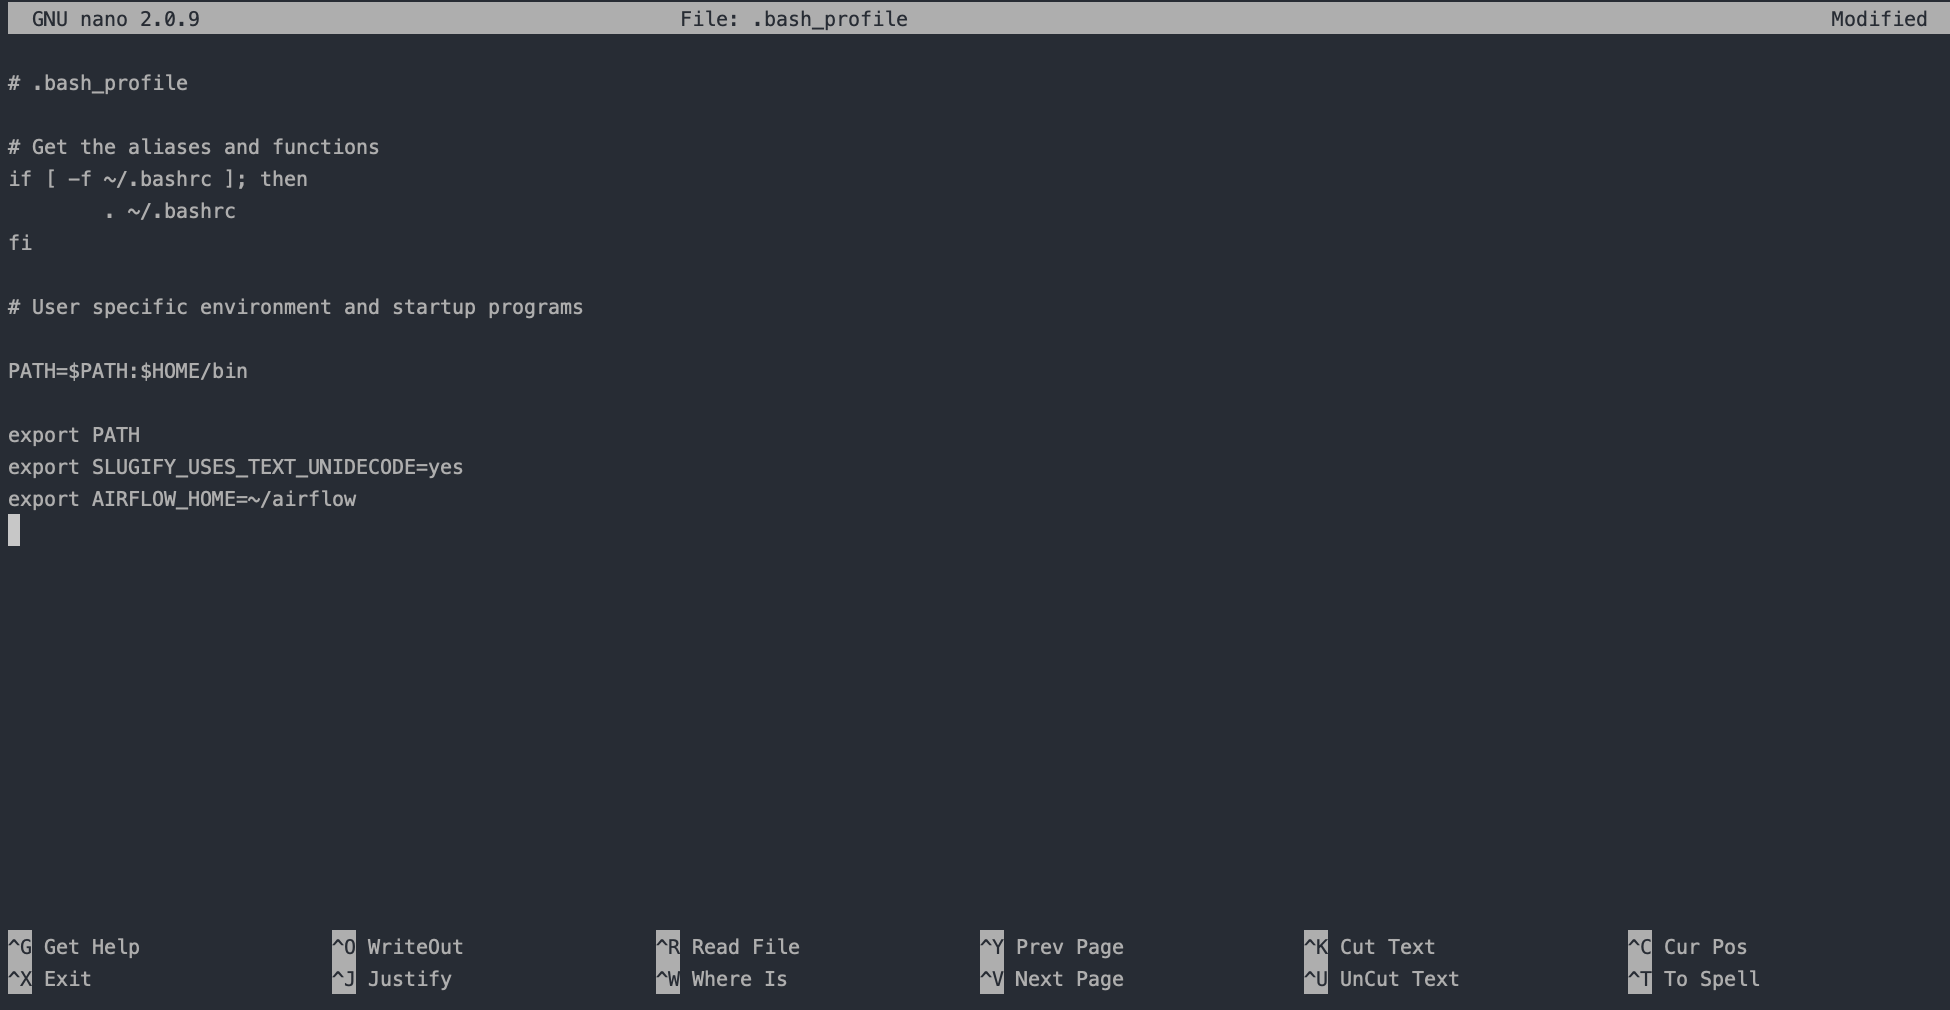 GNU nano 2.0.9 File: .bash_profile Modified
# .bash_profile
# Get the aliases and functions
if [ -f ~/.bashrc ]; then
        . ~/.bashrc
fi
# User specific environment and startup programs
PATH=$PATH:$HOME/bin
export PATH
export SLUGIFY_USES_TEXT_UNIDECODE=yes
export AIRFLOW_HOME=~/airflow
^G Get Help ^O WriteOut ^R Read File ^Y Prev Page ^K Cut Text ^C Cur Pos
^X Exit ^J Justify ^W Where Is ^V Next Page ^U UnCut Text ^T To Spell